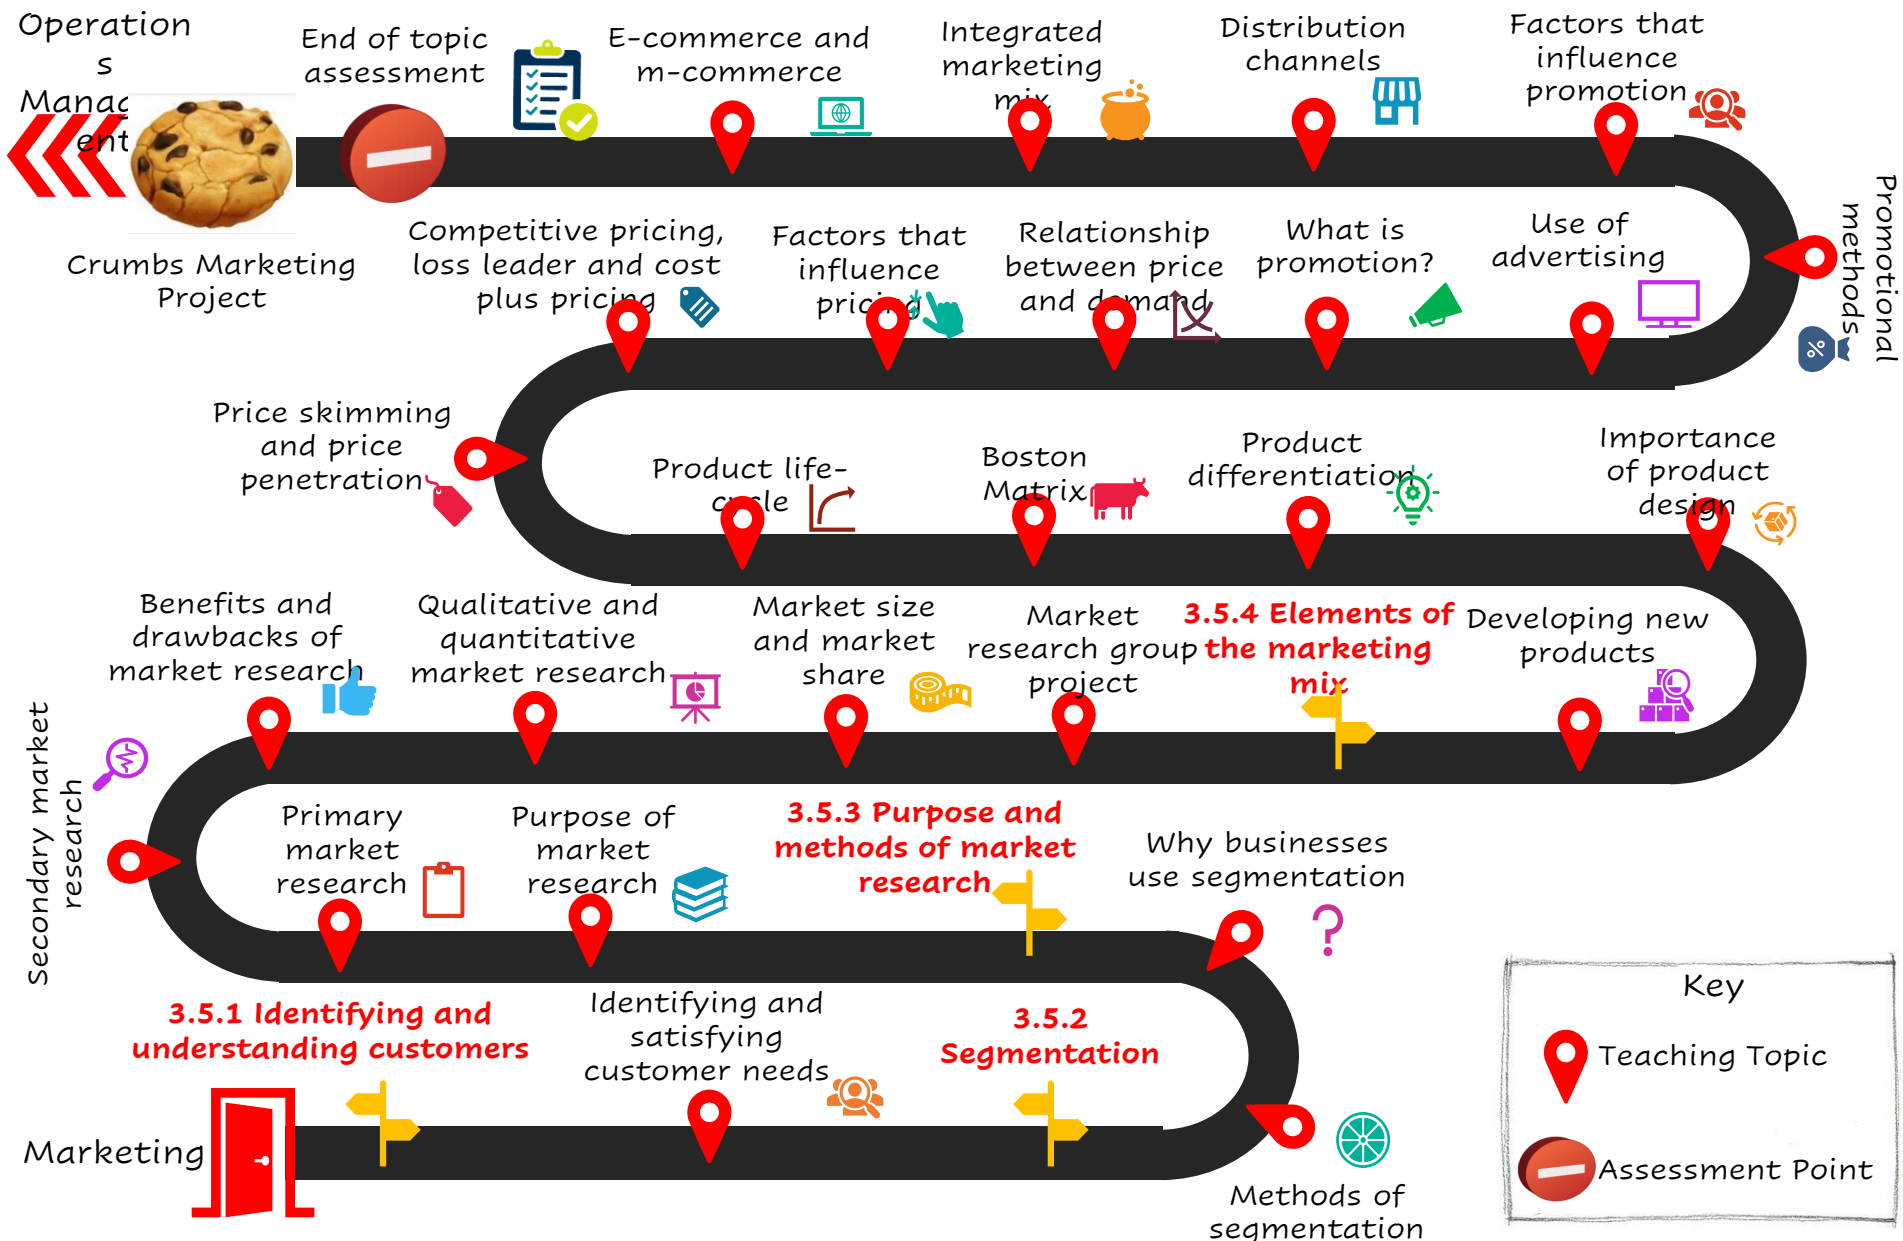 Operation
s
Manag
ent
End of topic
assessment
E-commerce and
m-commerce
Integrated
marketing
mix
Distribution
channels
Factors that
influence
promotion
Promotional
methods
Crumbs Marketing
Project
Competitive pricing,
loss leader and cost
plus pricing
Factors that
influence
pricing
Relationship
between price
and demand
What is
promotion?
Use of
advertising
%
Price skimming
and price
penetration
Product life-
cycle
Boston
Matrix
Product
differentiation
Importance
of product
design
Benefits and
drawbacks of
market research
Qualitative and
quantitative
market research
Market size
and market
share
Market
research group
project
3.5.4 Elements of
the marketing
mix
Developing new
products
Secondary market
research
Primary
market
research
Purpose of
market
research
3.5.3 Purpose and
methods of market
research
Why businesses
use segmentation
?
3.5.1 Identifying and
understanding customers
Identifying and
satisfying
customer needs
3.5.2
Segmentation
Marketing
Methods of
segmentation
Key
Teaching Topic
Assessment Point